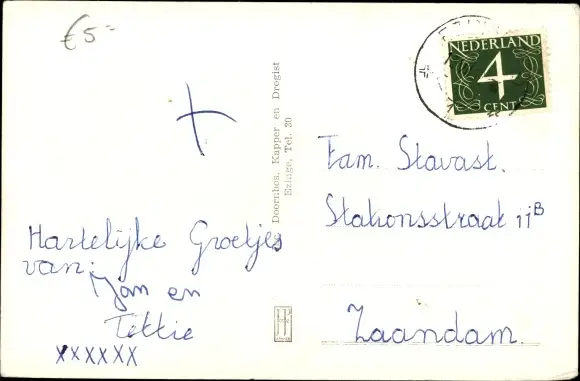 €5-
NEDERLAND
4
CENT
Doornbos, Kapper en Drogist
Ezinge, Tel. 30
Fam. Stavast.
Stationsstraat 11B
Zaandam.
Hartelijke Groetjes
van:
Jan en
Tettie
xxxxxx